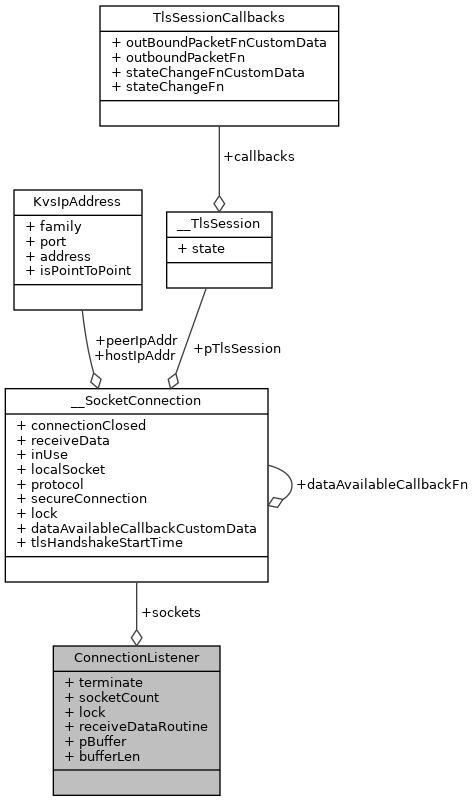 TlsSessionCallbacks
+ outBoundPacketFnCustomData
+ outboundPacketFn
+ stateChangeFnCustomData
+ stateChangeFn
+callbacks
KvsIpAddress
+ family
+ port
+ address
+ isPointToPoint
__TlsSession
+ state
+peerIpAddr
+hostIpAddr
+pTlsSession
__SocketConnection
+ connectionClosed
+ receiveData
+ inUse
+ localSocket
+ protocol
+ secureConnection
+ lock
+ dataAvailableCallbackCustomData
+ tlsHandshakeStartTime
+dataAvailableCallbackFn
+sockets
ConnectionListener
+ terminate
+ socketCount
+ lock
+ receiveDataRoutine
+ pBuffer
+ bufferLen